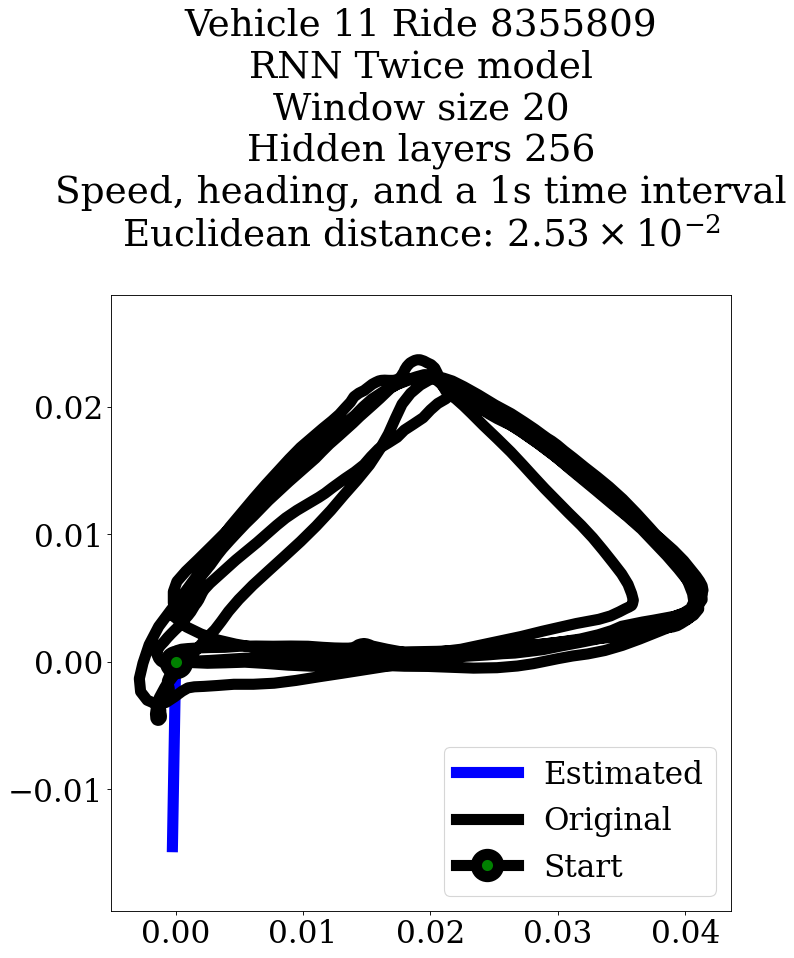 Vehicle 11 Ride 8355809
RNN Twice model
Window size 20
Hidden layers 256
Speed, heading, and a 1s time interval
Euclidean distance: 2.53 × 10⁻²
0.02
0.01
0.00
−0.01
Estimated
Original
Start
0.00 0.01 0.02 0.03 0.04